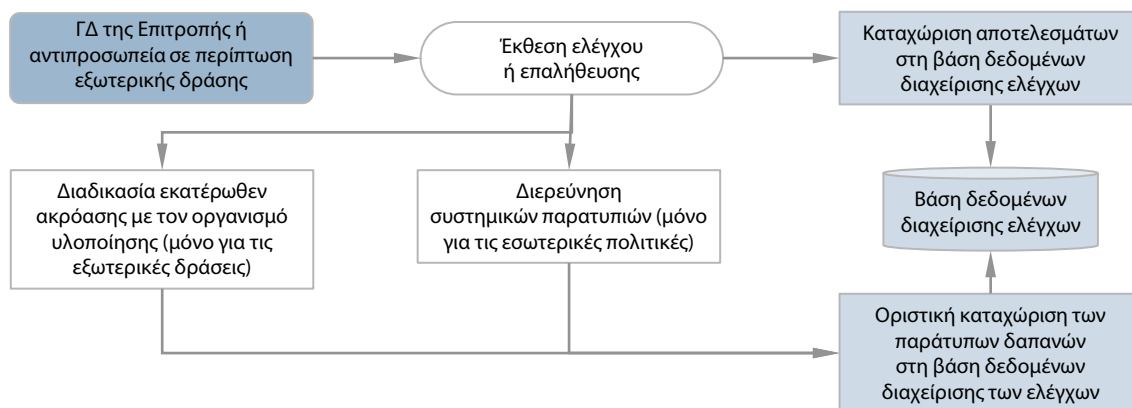 ΓΔ της Επιτροπής ή
αντιπροσωπεία σε περίπτωση
εξωτερικής δράσης
Έκθεση ελέγχου
ή επαλήθευσης
Καταχώριση αποτελεσμάτων
στη βάση δεδομένων
διαχείρισης ελέγχων
Διαδικασία εκατέρωθεν
ακρόασης με τον οργανισμό
υλοποίησης (μόνο για τις
εξωτερικές δράσεις)
Διερεύνηση
συστημικών παρατυπιών (μόνο
για τις εσωτερικές πολιτικές)
Βάση δεδομένων
διαχείρισης ελέγχων
Οριστική καταχώριση των
παράτυπων δαπανών
στη βάση δεδομένων
διαχείρισης των ελέγχων